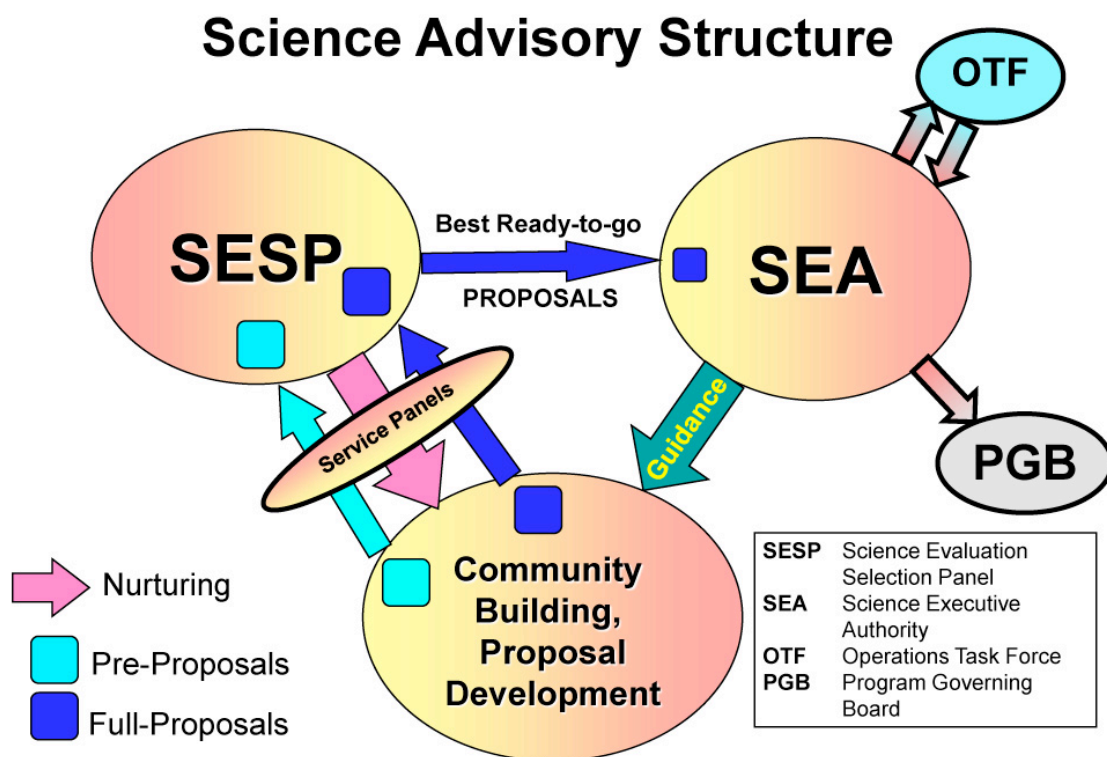 Science Advisory Structure
OTF
SESP
Best Ready-to-go
PROPOSALS
SEA
Service Panels
Guidance
PGB
Community
Building,
Proposal
Development
Nurturing
Pre-Proposals
Full-Proposals
SESP Science Evaluation
Selection Panel
SEA Science Executive
Authority
OTF Operations Task Force
PGB Program Governing
Board